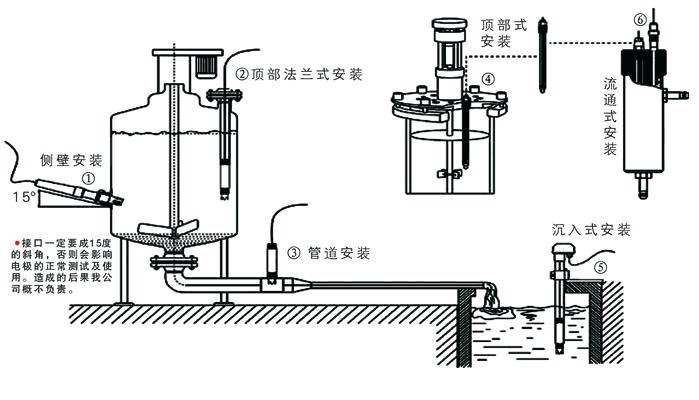 ②顶部法兰式安装
侧壁安装
①
15°
●接口一定要成15度
的斜角，否则会影响
电极的正常测试及使
用。造成的后果我公
司概不负责。
③ 管道安装
顶部式
安装
④
⑥
流通式安装
沉入式安装
⑤